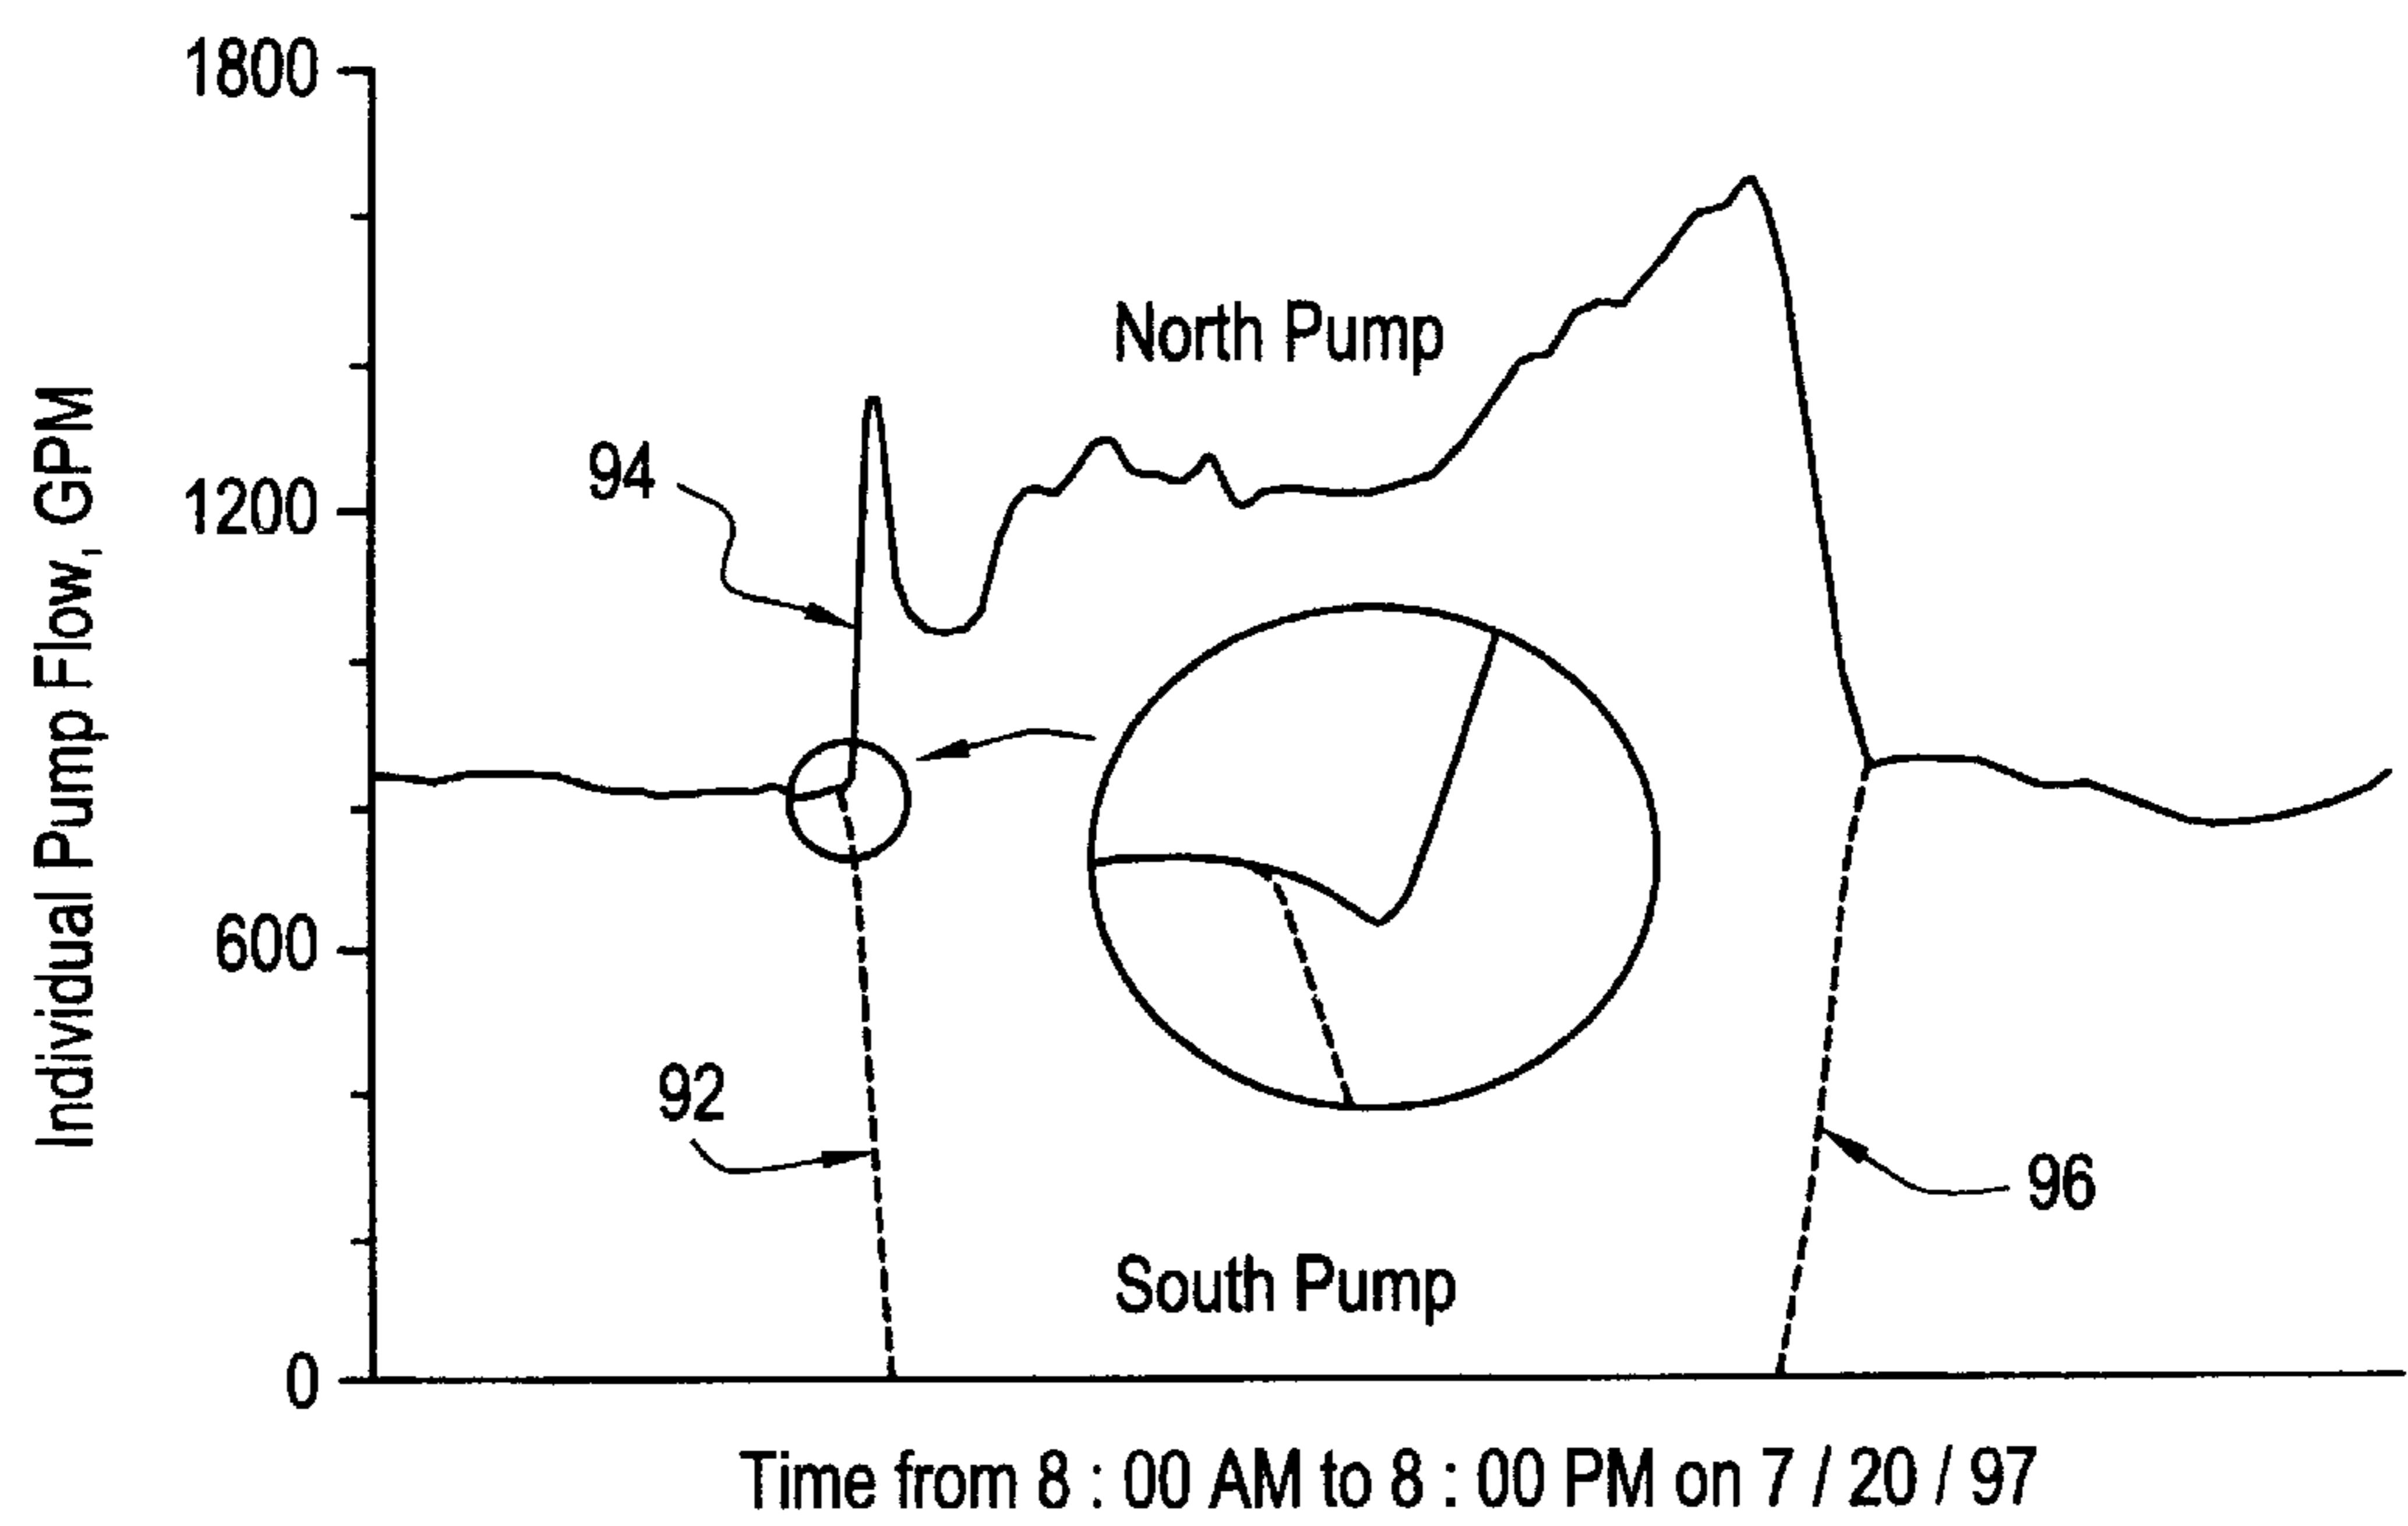 1800
1200
600
0
Individual Pump Flow, GPM
North Pump
94
92
96
South Pump
Time from 8 : 00 AM to 8 : 00 PM on 7 / 20 / 97